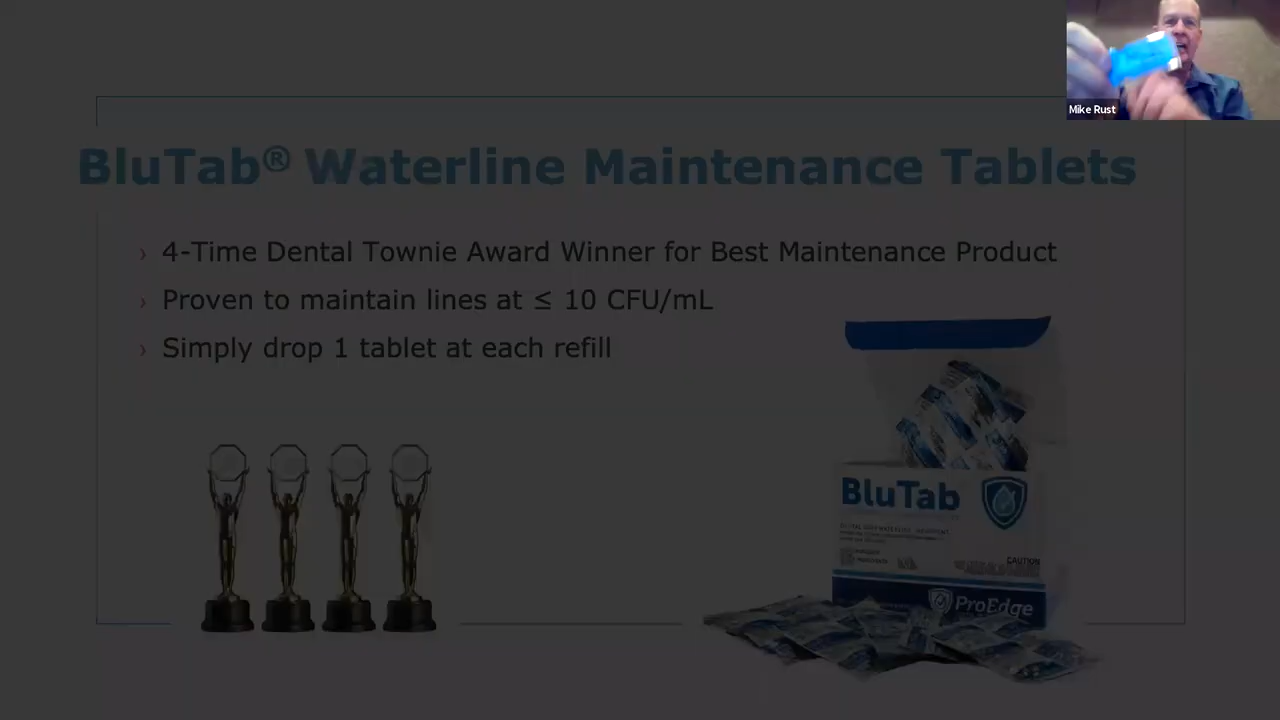 Mike Rust
BluTab® Waterline Maintenance Tablets
› 4-Time Dental Townie Award Winner for Best Maintenance Product
› Proven to maintain lines at ≤ 10 CFU/mL
› Simply drop 1 tablet at each refill
BluTab
CAUTION
ProEdge